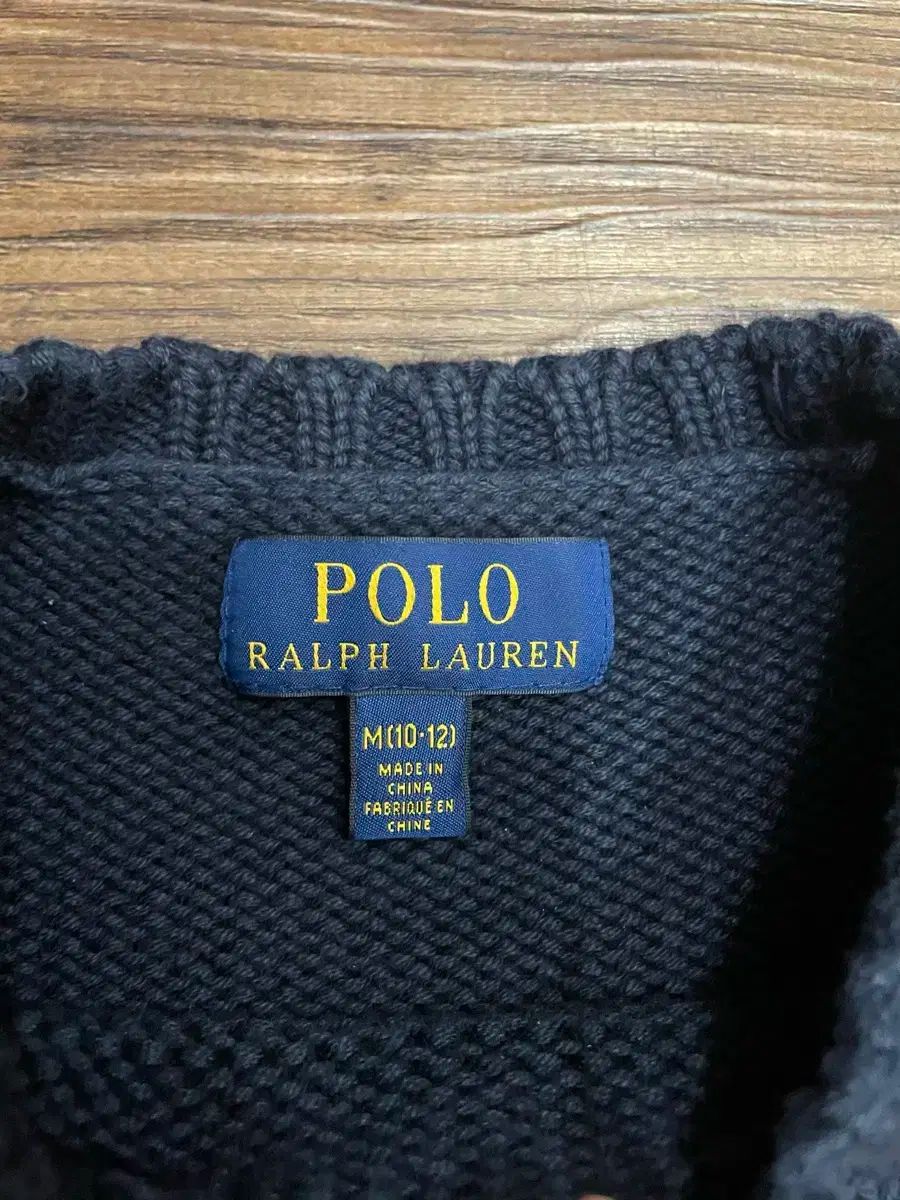 POLO
RALPH LAUREN
M(10-12)
MADE IN
CHINA
FABRIQUÉ EN
CHINE